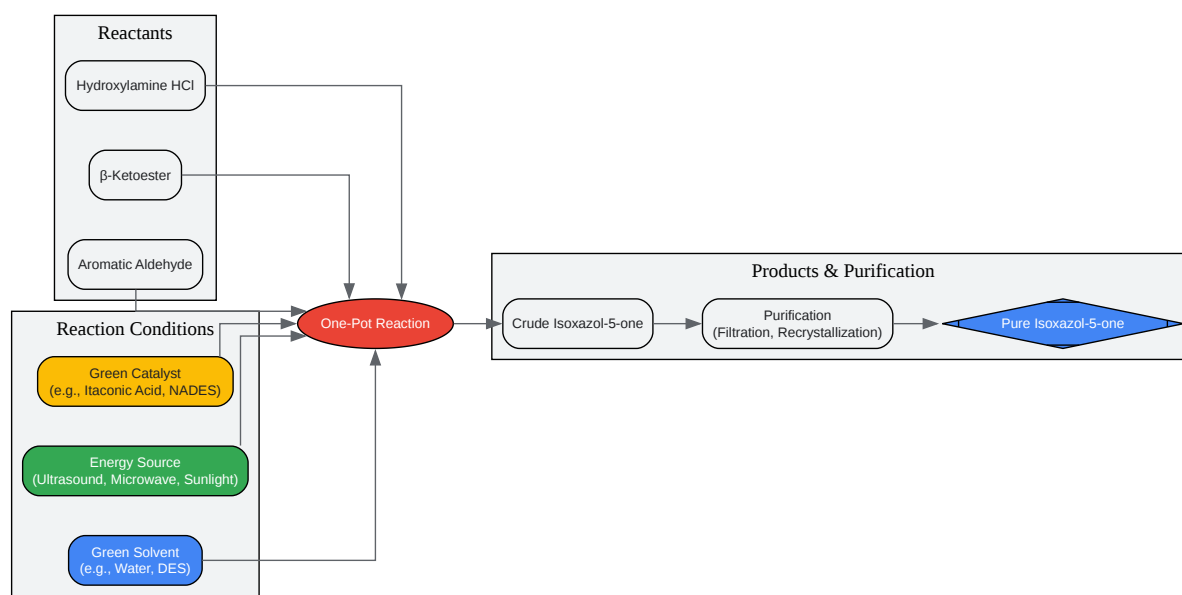 Reactants
Hydroxylamine HCl
β-Ketoester
Aromatic Aldehyde
Reaction Conditions
Green Catalyst
(e.g., Itaconic Acid, NADES)
Energy Source
(Ultrasound, Microwave, Sunlight)
Green Solvent
(e.g., Water, DES)
One-Pot Reaction
Products & Purification
Crude Isoxazol-5-one
Purification
(Filtration, Recrystallization)
Pure Isoxazol-5-one